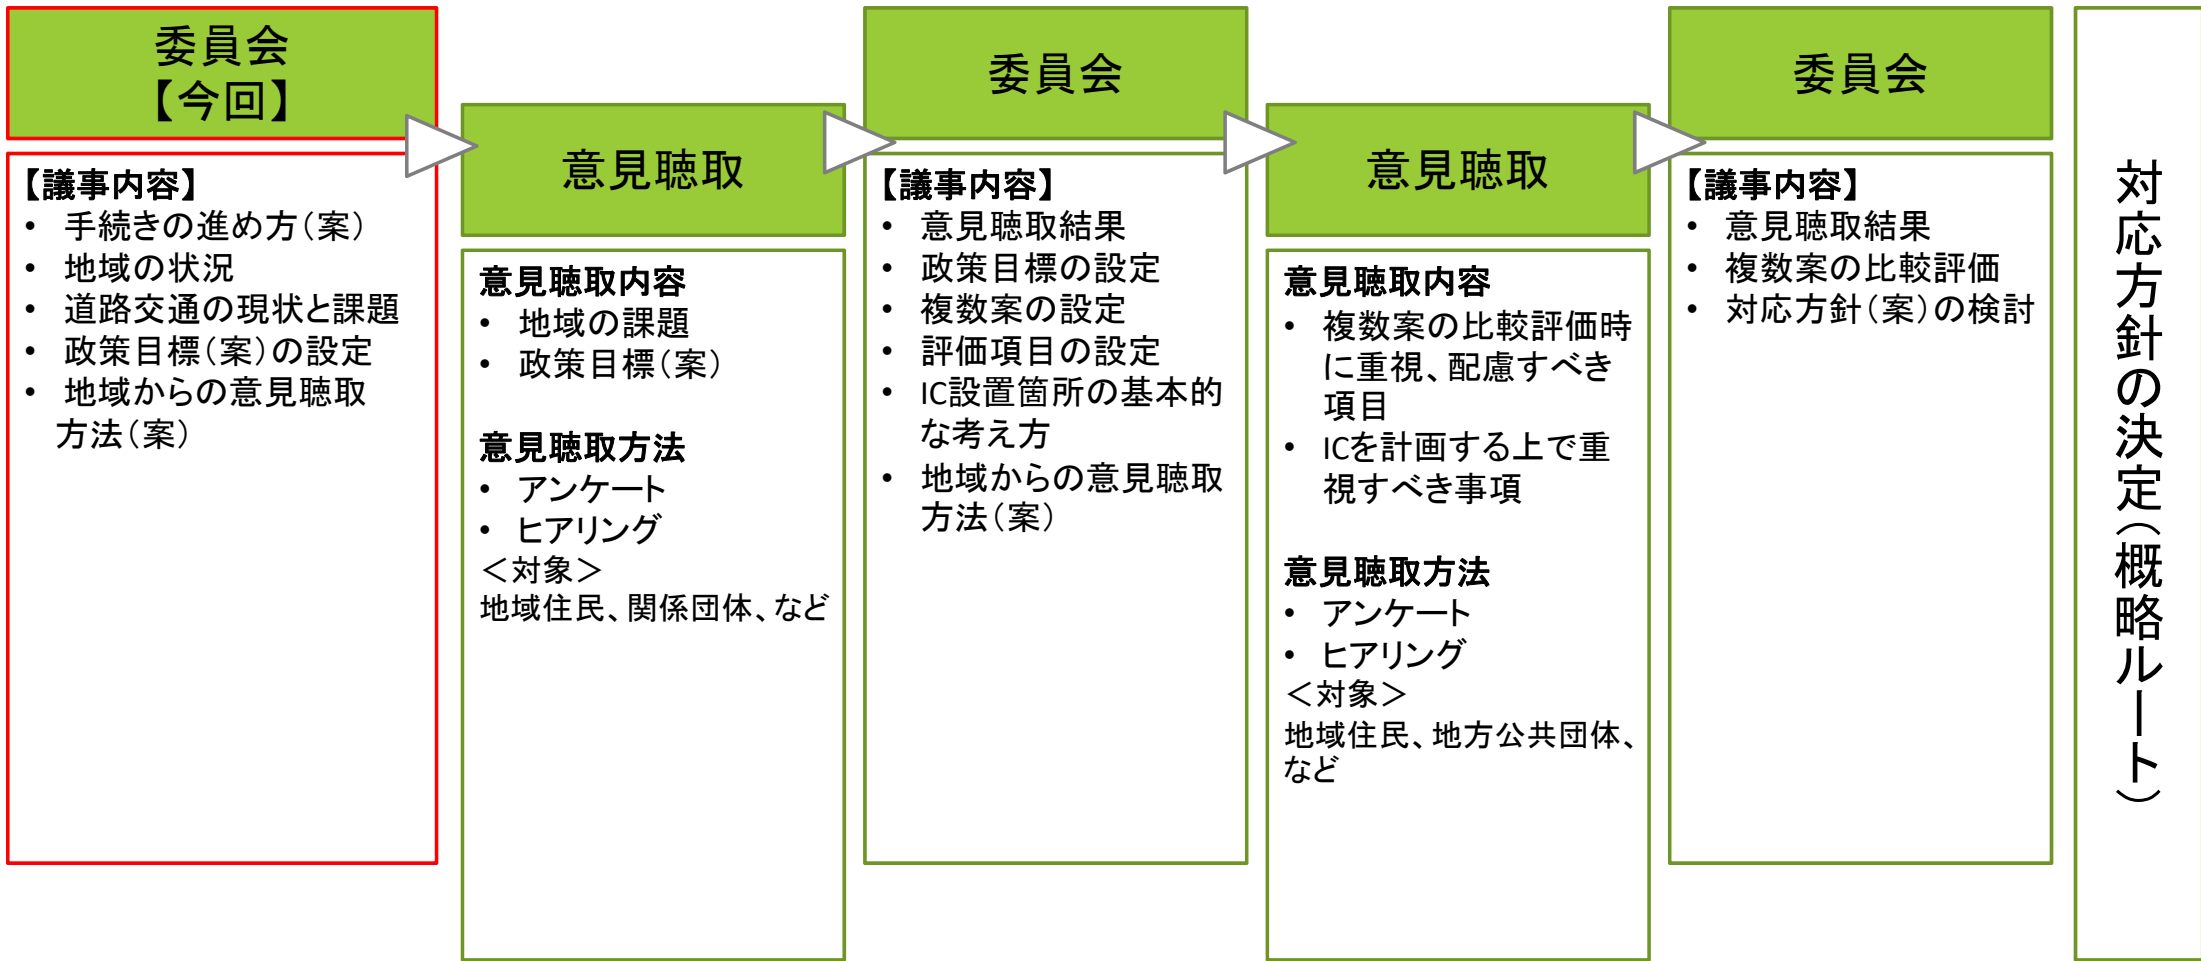 委員会
【今回】
【議事内容】
• 手続きの進め方（案）
• 地域の状況
• 道路交通の現状と課題
• 政策目標（案）の設定
• 地域からの意見聴取
方法（案）
意見聴取
意見聴取内容
• 地域の課題
• 政策目標（案）
意見聴取方法
• アンケート
• ヒアリング
＜対象＞
地域住民、関係団体、など
委員会
【議事内容】
• 意見聴取結果
• 政策目標の設定
• 複数案の設定
• 評価項目の設定
• IC設置箇所の基本的
な考え方
• 地域からの意見聴取
方法（案）
意見聴取
意見聴取内容
• 複数案の比較評価時
に重視、配慮すべき
項目
• ICを計画する上で重
視すべき事項
意見聴取方法
• アンケート
• ヒアリング
＜対象＞
地域住民、地方公共団体、
など
委員会
【議事内容】
• 意見聴取結果
• 複数案の比較評価
• 対応方針（案）の検討
対応方針の決定（概略ルート）